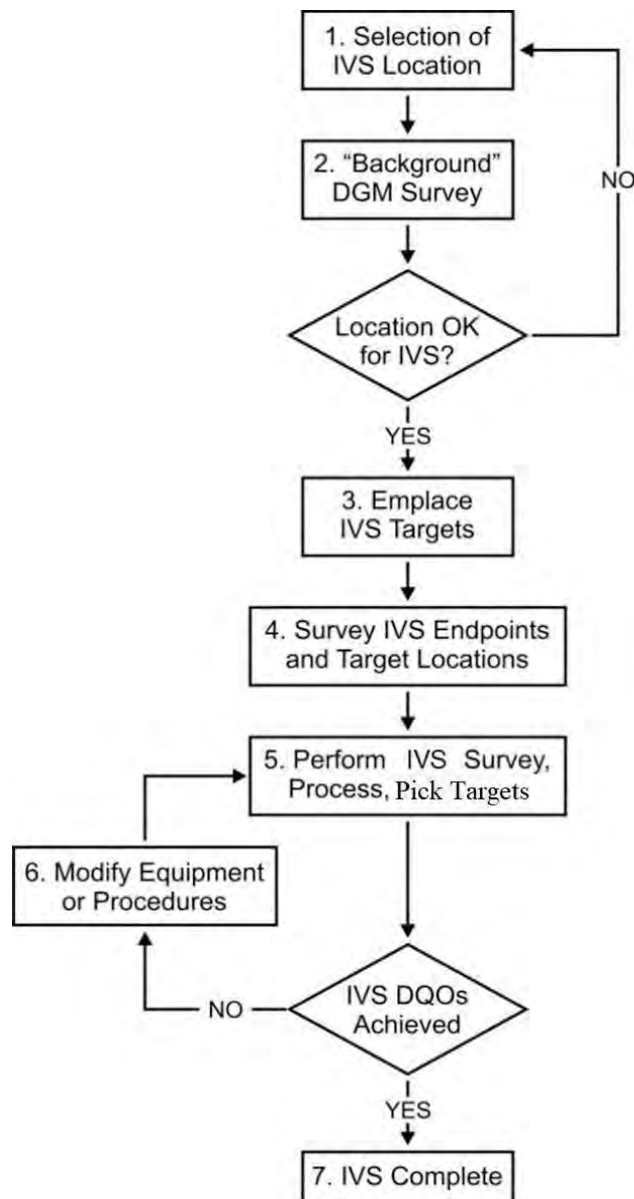 1. Selection of
IVS Location
2. “Background”
DGM Survey
NO
Location OK
for IVS?
YES
3. Emplace
IVS Targets
4. Survey IVS Endpoints
and Target Locations
5. Perform IVS Survey,
Process, Pick Targets
6. Modify Equipment
or Procedures
IVS DQOs
Achieved
NO
YES
7. IVS Complete